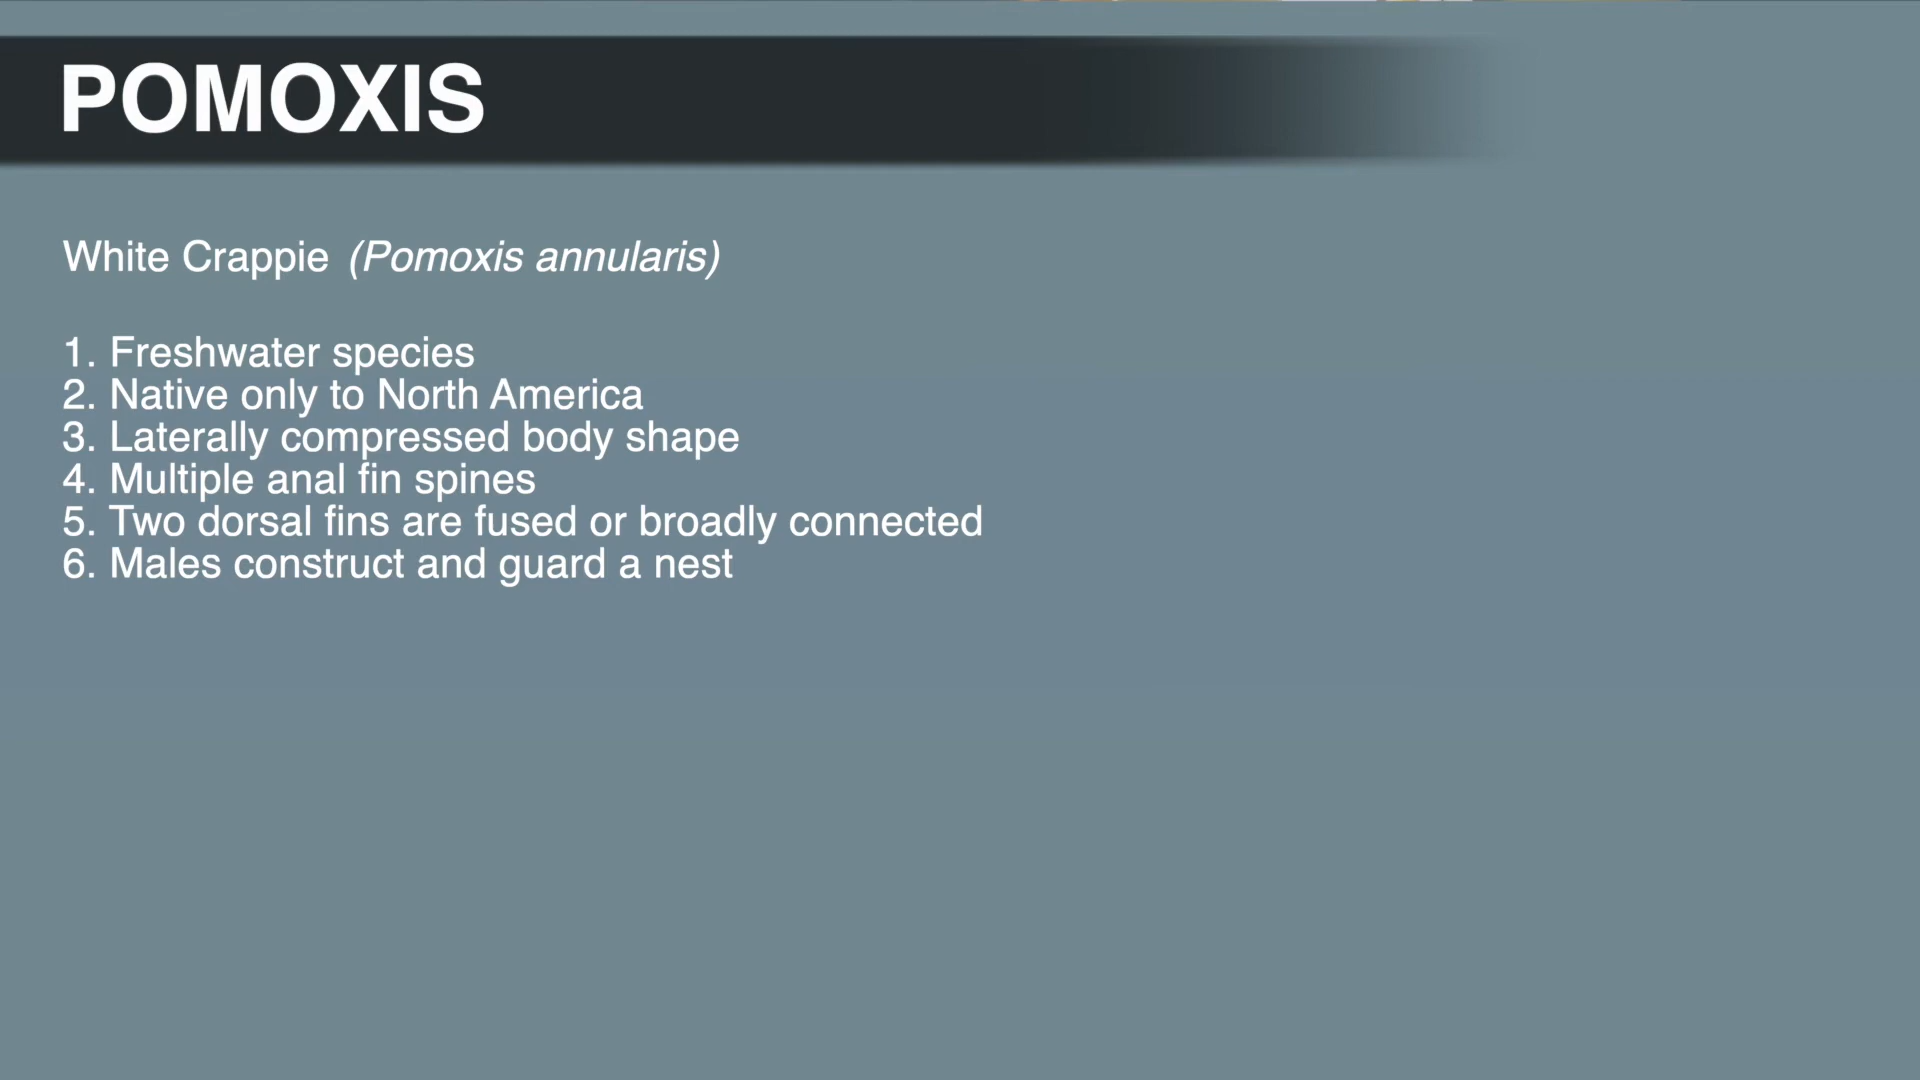 POMOXIS
White Crappie (Pomoxis annularis)
1. Freshwater species
2. Native only to North America
3. Laterally compressed body shape
4. Multiple anal fin spines
5. Two dorsal fins are fused or broadly connected
6. Males construct and guard a nest